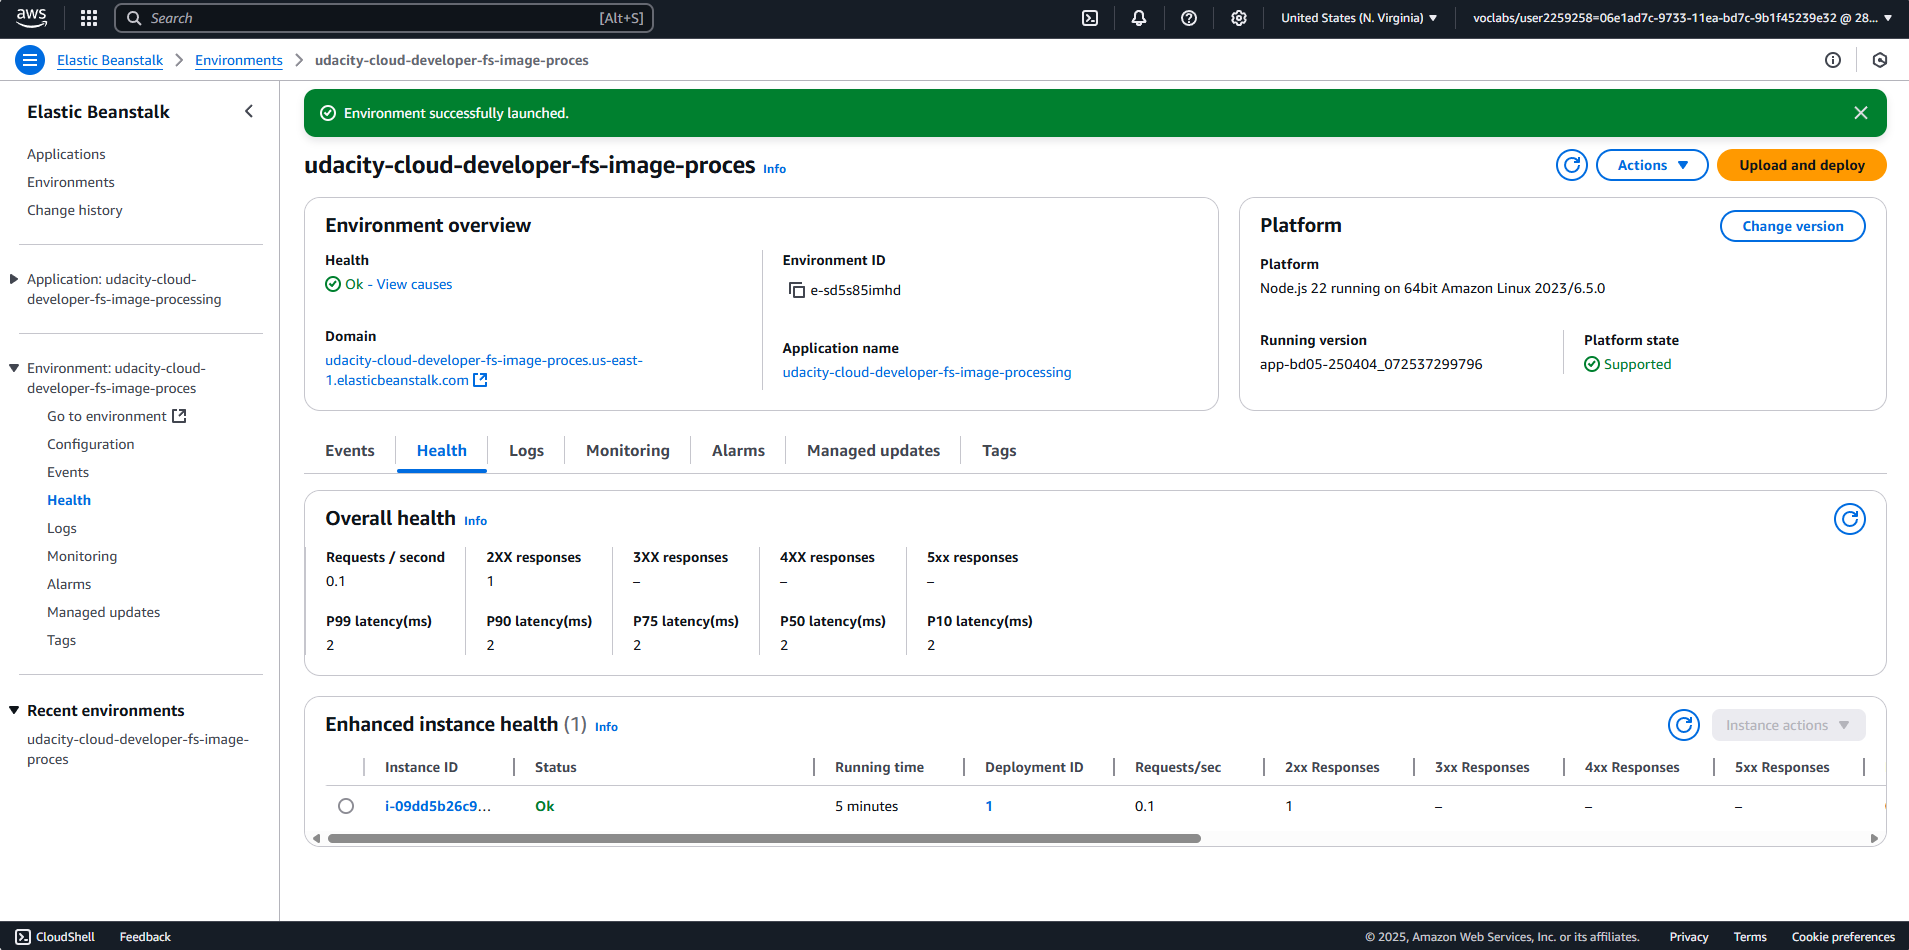 aws
Search
[Alt+S]
United States (N. Virginia)
voclabs/user2259258=06e1ad7c-9733-11ea-bd7c-9b1f45239e32 @ 28...
Elastic Beanstalk
Environments
udacity-cloud-developer-fs-image-proces
Elastic Beanstalk
Applications
Environments
Change history
Application: udacity-cloud-
developer-fs-image-processing
Environment: udacity-cloud-
developer-fs-image-proces
Go to environment
Configuration
Events
Health
Logs
Monitoring
Alarms
Managed updates
Tags
Recent environments
udacity-cloud-developer-fs-image-
proces
Environment successfully launched.
udacity-cloud-developer-fs-image-proces Info
Actions
Upload and deploy
Environment overview
Health
Ok - View causes
Domain
udacity-cloud-developer-fs-image-proces.us-east-
1.elasticbeanstalk.com
Environment ID
e-sd5s85imhd
Application name
udacity-cloud-developer-fs-image-processing
Platform
Change version
Platform
Node.js 22 running on 64bit Amazon Linux 2023/6.5.0
Running version
app-bd05-250404_072537299796
Platform state
Supported
Events Health Logs Monitoring Alarms Managed updates Tags
Overall health Info
Requests / second 2XX responses 3XX responses 4XX responses 5xx responses
0.1 1 – – –
P99 latency(ms) P90 latency(ms) P75 latency(ms) P50 latency(ms) P10 latency(ms)
2 2 2 2 2
Enhanced instance health (1) Info
Instance actions
Instance ID Status Running time Deployment ID Requests/sec 2xx Responses 3xx Responses 4xx Responses 5xx Responses
i-09dd5b26c9... Ok 5 minutes 1 0.1 1 – – –
CloudShell Feedback
© 2025, Amazon Web Services, Inc. or its affiliates. Privacy Terms Cookie preferences